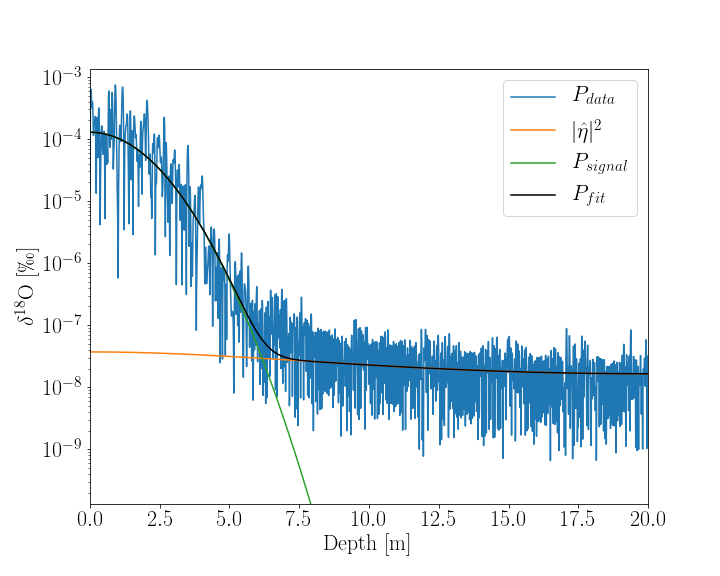 10⁻³
10⁻⁴
10⁻⁵
10⁻⁶
10⁻⁷
10⁻⁸
10⁻⁹
δ¹⁸O [‰]
P_data
|η̂|²
P_signal
P_fit
0.0 2.5 5.0 7.5 10.0 12.5 15.0 17.5 20.0
Depth [m]